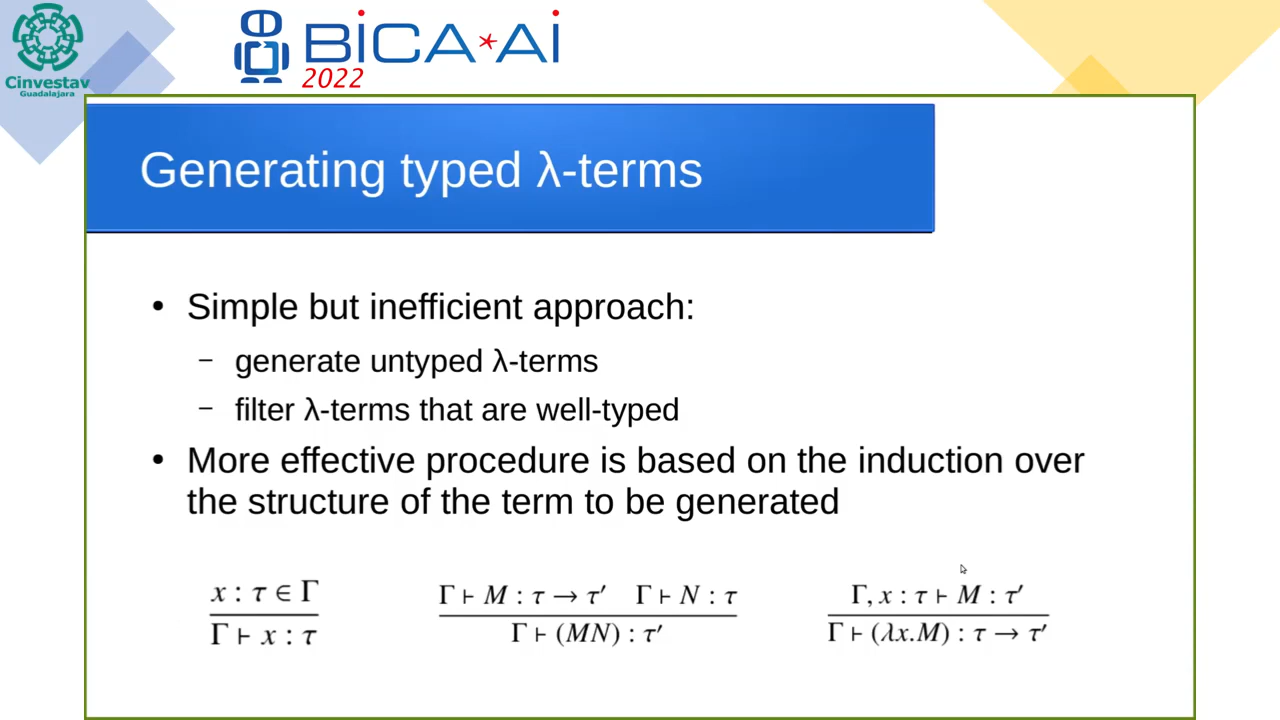 Cinvestav
Guadalajara
BiCA*Ai
2022
Generating typed λ-terms
• Simple but inefficient approach:
– generate untyped λ-terms
– filter λ-terms that are well-typed
• More effective procedure is based on the induction over
the structure of the term to be generated
x : τ ∈ Γ
Γ ⊢ x : τ
Γ ⊢ M : τ → τ′ Γ ⊢ N : τ
Γ ⊢ (MN) : τ′
Γ, x : τ ⊢ M : τ′
Γ ⊢ (λx.M) : τ → τ′